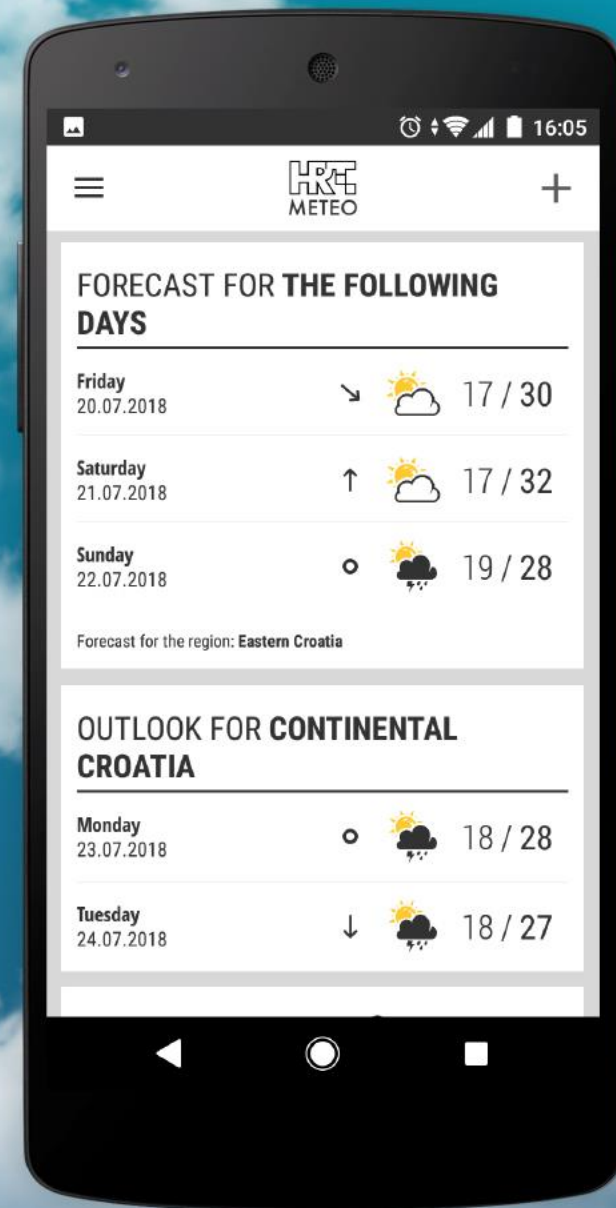 16:05
HRT
METEO
FORECAST FOR THE FOLLOWING
DAYS
Friday
20.07.2018
17 / 30
Saturday
21.07.2018
17 / 32
Sunday
22.07.2018
19 / 28
Forecast for the region: Eastern Croatia
OUTLOOK FOR CONTINENTAL
CROATIA
Monday
23.07.2018
18 / 28
Tuesday
24.07.2018
18 / 27